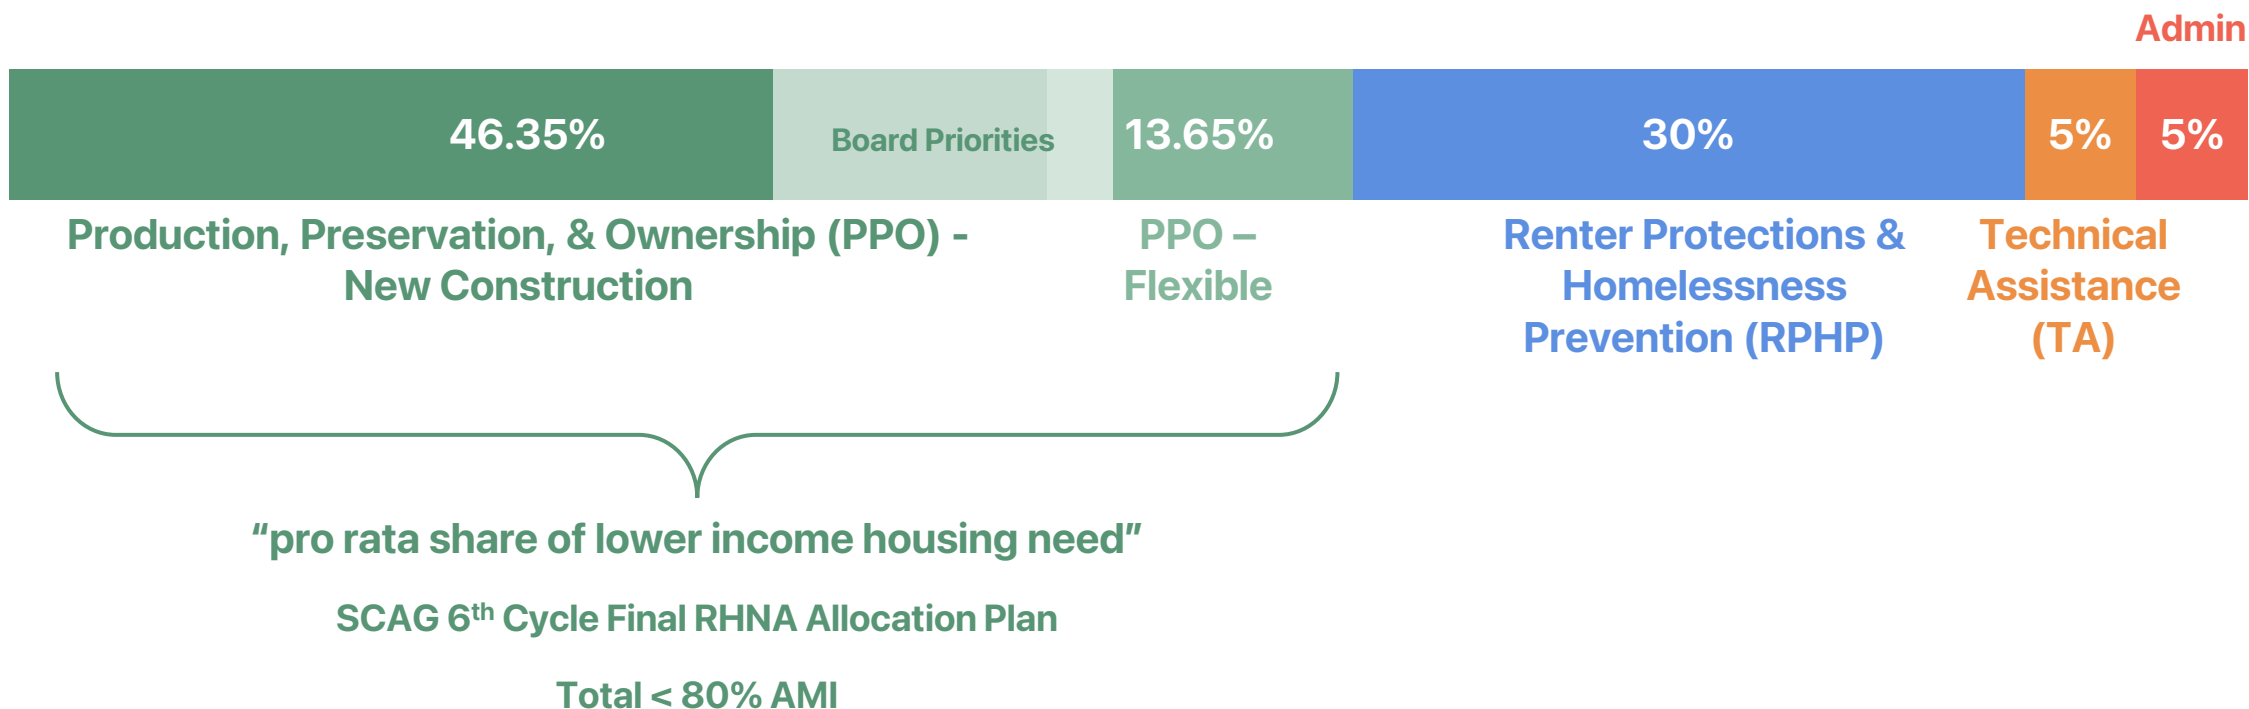 Admin
46.35%
Board Priorities
13.65%
30%
5%
5%
Production, Preservation, & Ownership (PPO) -
New Construction
PPO –
Flexible
Renter Protections &
Homelessness
Prevention (RPHP)
Technical
Assistance
(TA)
“pro rata share of lower income housing need”
SCAG 6th Cycle Final RHNA Allocation Plan
Total < 80% AMI